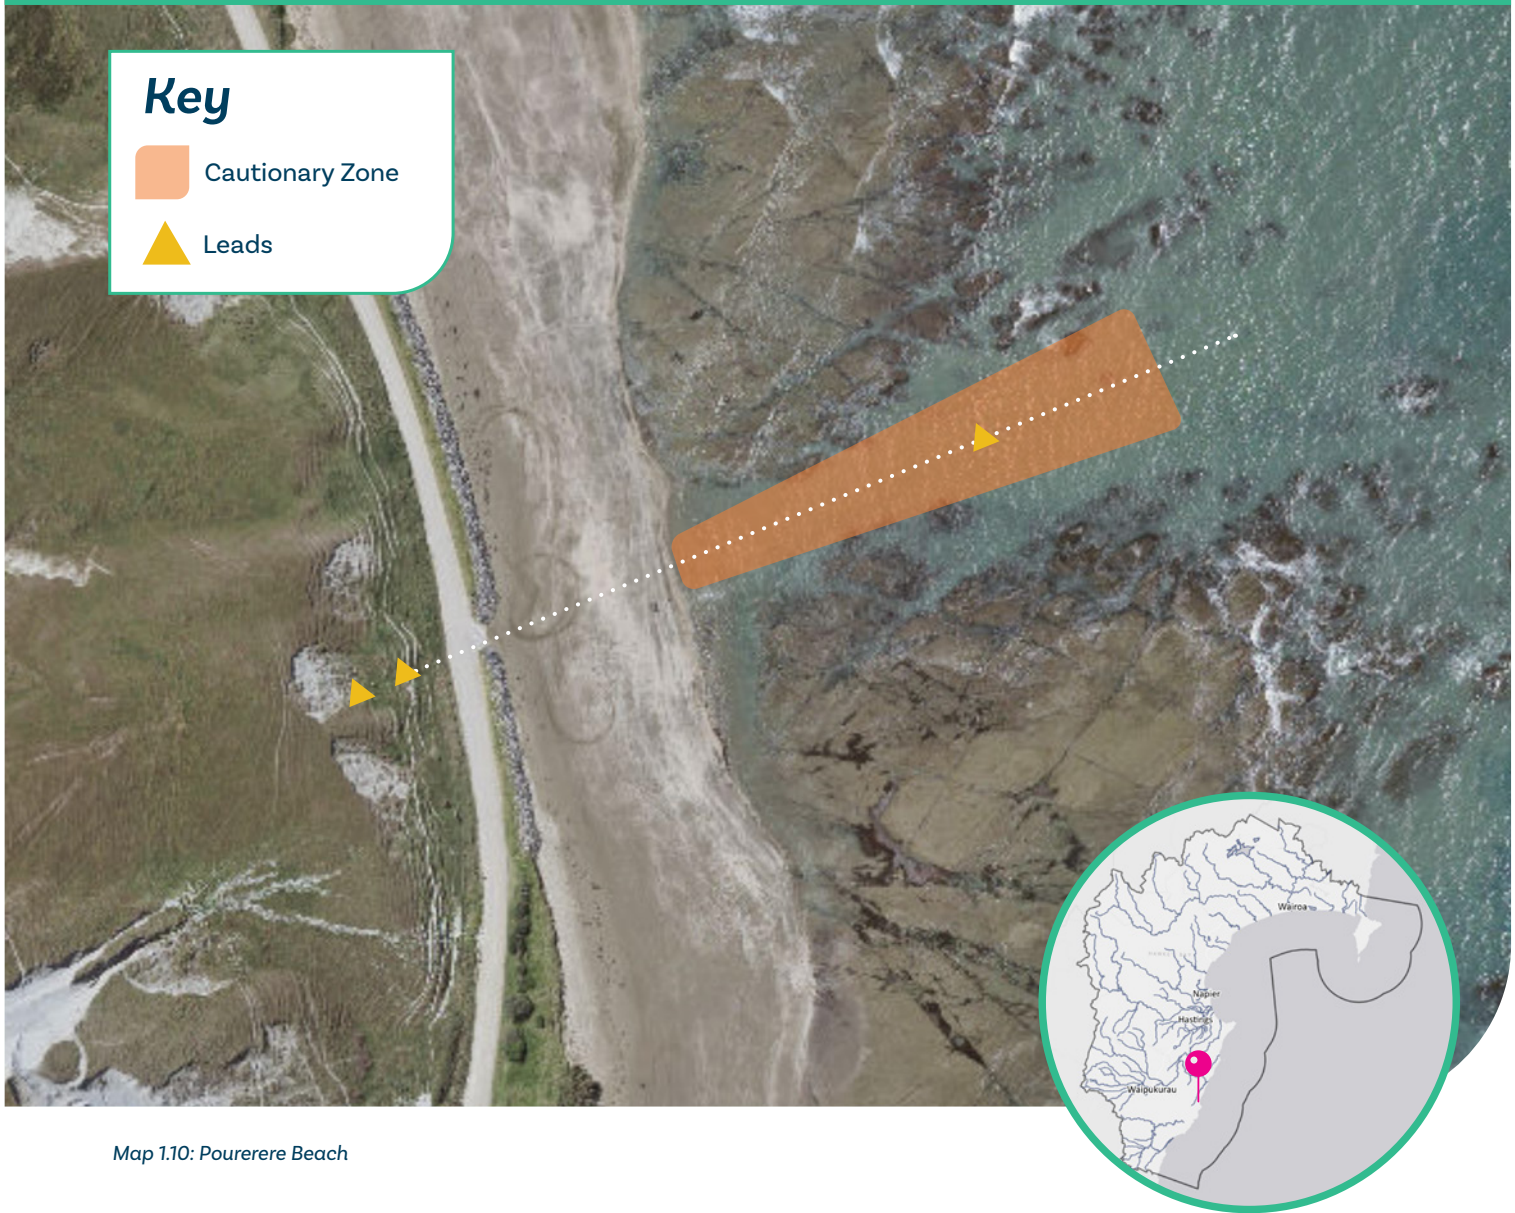 Key
Cautionary Zone
Leads
Wairoa
Napier
Hastings
Waipukurau
Map 1.10: Pourerere Beach